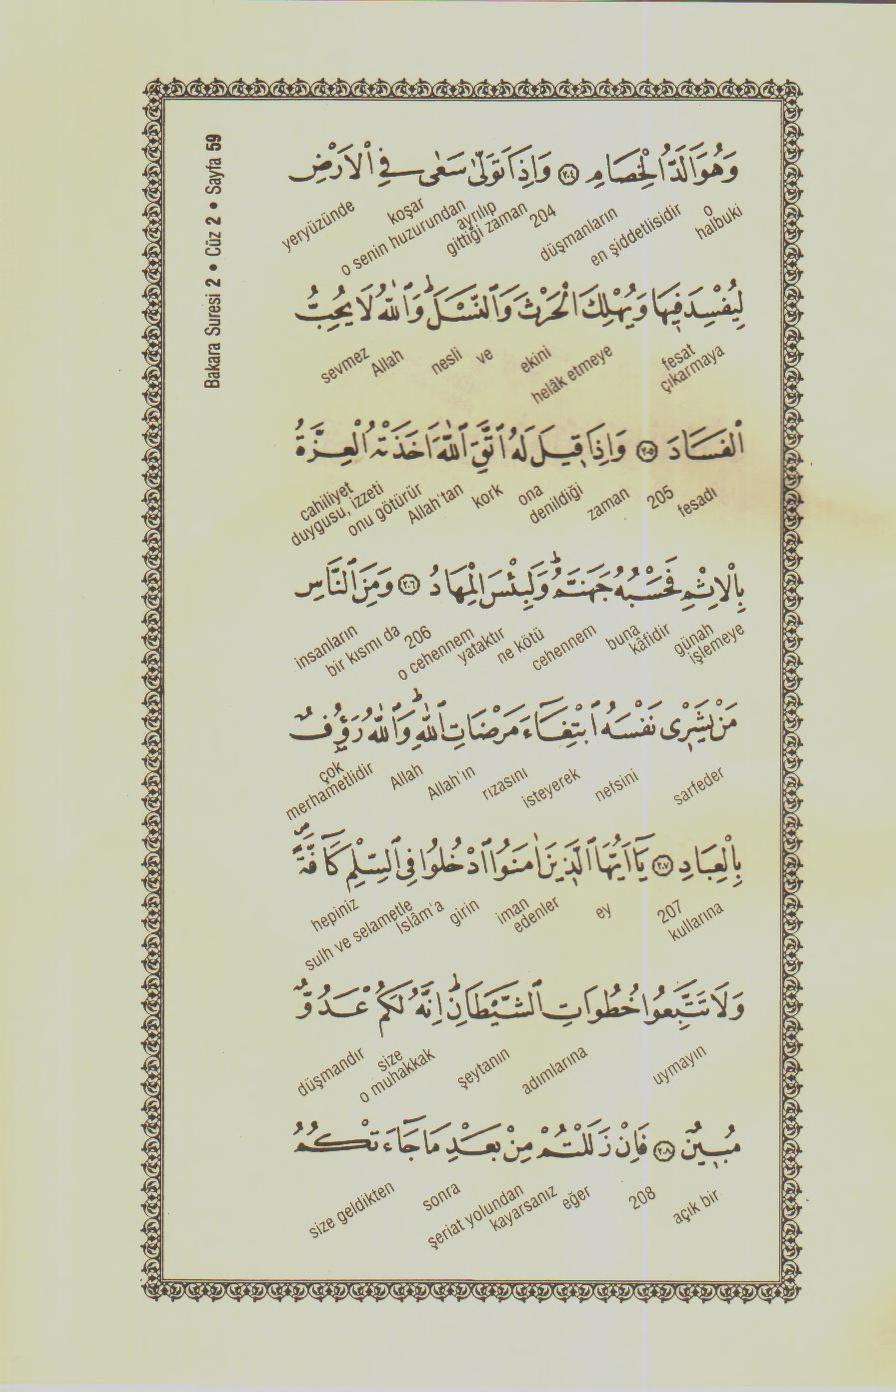 Bakara Suresi 2 • Cüz 2 • Sayfa 59
وَهُوَ اَلَدُّ الْخِصَامِ ﴿٢٠٤﴾ وَاِذَا تَوَلّٰى سَعٰى فِي الْاَرْضِ
o halbuki en şiddetlisidir düşmanların 204 ayrılıp gittiği zaman o senin huzurundan koşar yeryüzünde
لِيُفْسِدَ فٖيهَا وَيُهْلِكَ الْحَرْثَ وَالنَّسْلَؕ وَاللّٰهُ لَا يُحِبُّ
fesat çıkarmaya helâk etmeye ekini ve nesli Allah sevmez
الْفَسَادَ ﴿٢٠٥﴾ وَاِذَا قٖيلَ لَهُ اتَّقِ اللّٰهَ اَخَذَتْهُ الْعِزَّةُ
fesadı 205 zaman denildiği ona kork Allah'tan onu götürür cahiliyet duygusu, izzeti
بِالْاِثْمِ فَحَسْبُهُ جَهَنَّمُؕ وَلَبِئْسَ الْمِهَادُ ﴿٢٠٦﴾ وَمِنَ النَّاسِ
günah işlemeye buna kâfidir cehennem ne kötü yataktır o cehennem 206 bir kısmı da insanların
مَنْ يَشْرٖى نَفْسَهُ ابْتِغَٓاءَ مَرْضَاتِ اللّٰهِؕ وَاللّٰهُ رَؤُ۫فٌ
sarfeder nefsini isteyerek rızasını Allah'ın Allah çok merhametlidir
بِالْعِبَادِ ﴿٢٠٧﴾ يَٓا اَيُّهَا الَّذٖينَ اٰمَنُوا ادْخُلُوا فِي السِّلْمِ كَٓافَّةًۖ
kullarına 207 ey iman edenler girin İslâm'a sulh ve selametle hepiniz
وَلَا تَتَّبِعُوا خُطُوَاتِ الشَّيْطَانِؕ اِنَّهُ لَكُمْ عَدُوٌّ
uymayın adımlarına şeytanın o muhakkak size düşmandır
مُبٖينٌ ﴿٢٠٨﴾ فَاِنْ زَلَلْتُمْ مِنْ بَعْدِ مَا جَٓاءَتْكُمُ
açık bir 208 eğer kayarsanız şeriat yolundan sonra size geldikten